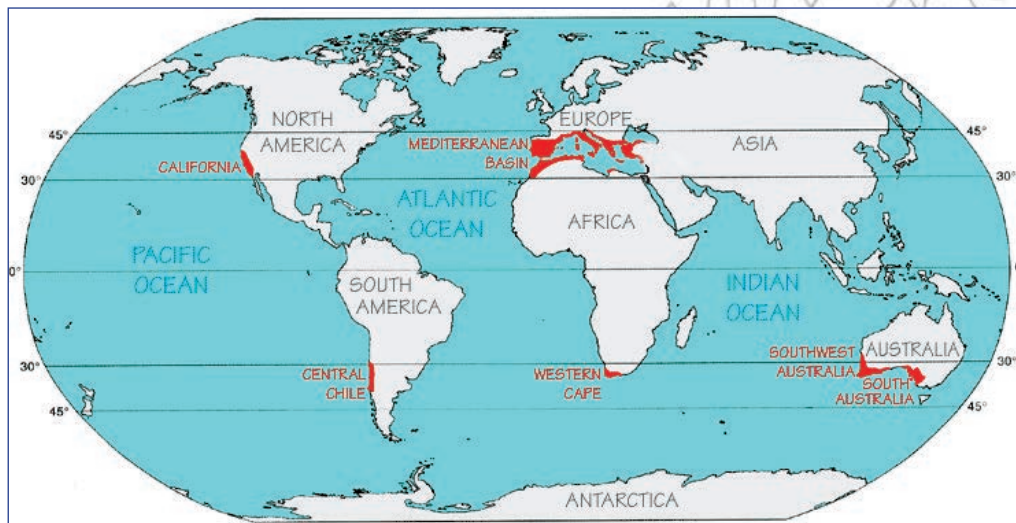 NORTH
AMERICA
EUROPE
ASIA
45°
45°
MEDITERRANEAN
BASIN
CALIFORNIA
30°
30°
ATLANTIC
OCEAN
AFRICA
PACIFIC
OCEAN
0°
SOUTH
AMERICA
INDIAN
OCEAN
30°
CENTRAL
CHILE
WESTERN
CAPE
SOUTHWEST
AUSTRALIA
AUSTRALIA
30°
SOUTH
AUSTRALIA
45°
45°
ANTARCTICA